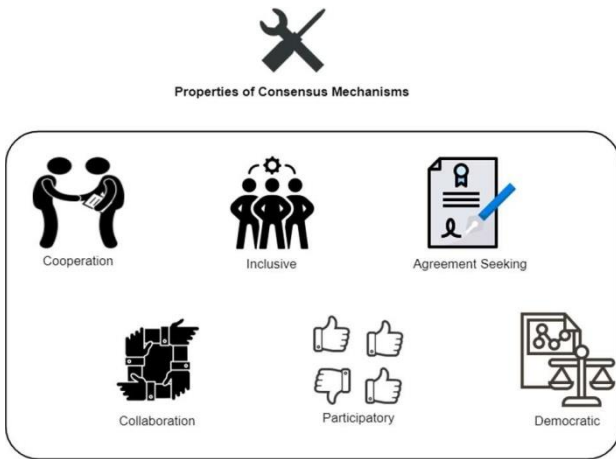 Properties of Consensus Mechanisms
Cooperation
Inclusive
Agreement Seeking
Collaboration
Participatory
Democratic